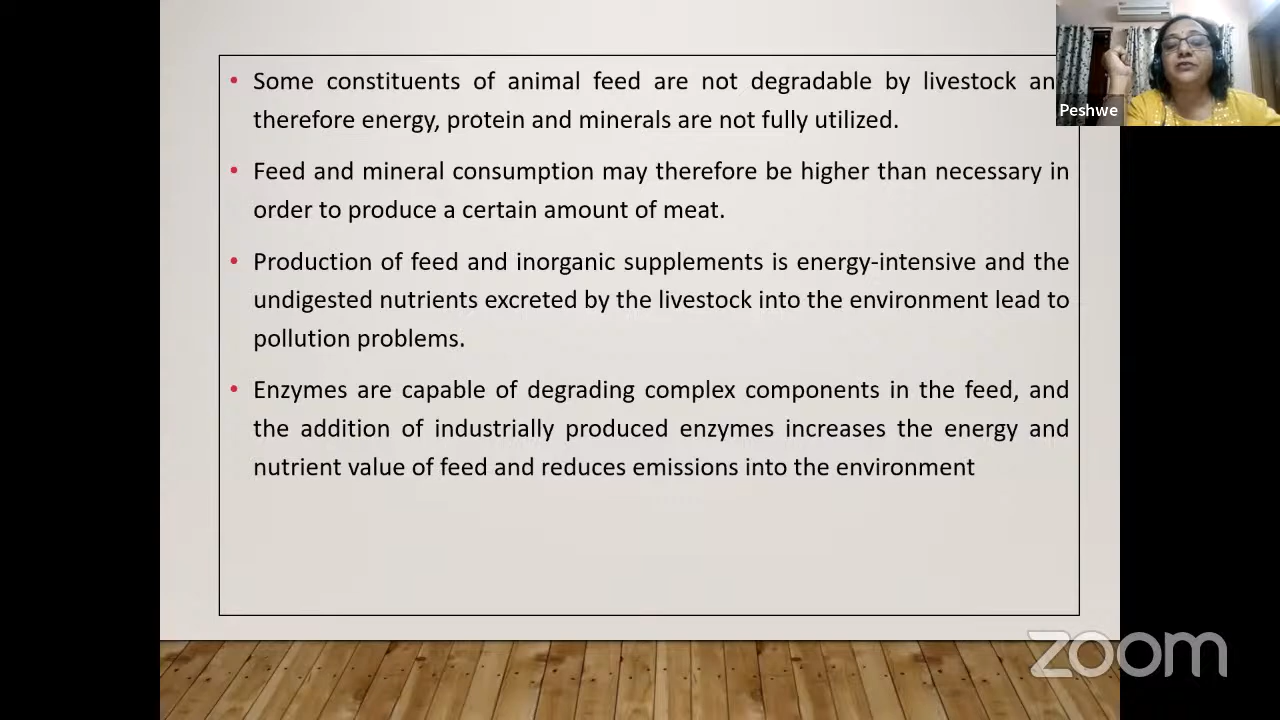 • Some constituents of animal feed are not degradable by livestock an
therefore energy, protein and minerals are not fully utilized.
• Feed and mineral consumption may therefore be higher than necessary in
order to produce a certain amount of meat.
• Production of feed and inorganic supplements is energy-intensive and the
undigested nutrients excreted by the livestock into the environment lead to
pollution problems.
• Enzymes are capable of degrading complex components in the feed, and
the addition of industrially produced enzymes increases the energy and
nutrient value of feed and reduces emissions into the environment
Peshwe
zoom